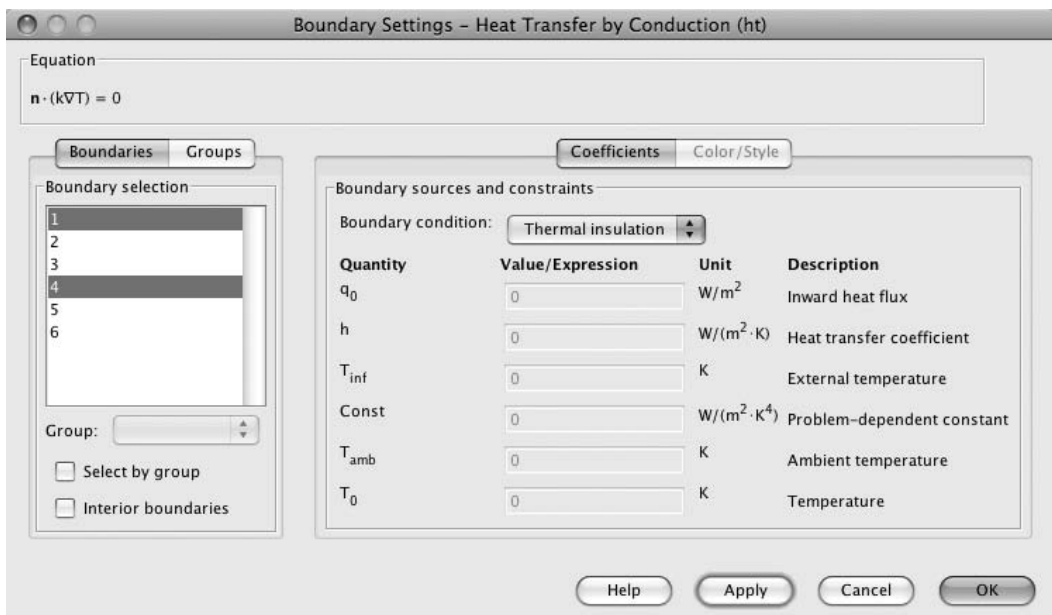 Boundary Settings – Heat Transfer by Conduction (ht)
Equation
n·(k∇T) = 0
Boundaries Groups
Boundary selection
1
2
3
4
5
6
Group:
Select by group
Interior boundaries
Coefficients Color/Style
Boundary sources and constraints
Boundary condition: Thermal insulation
Quantity Value/Expression Unit Description
q₀ 0 W/m² Inward heat flux
h 0 W/(m²·K) Heat transfer coefficient
T_inf 0 K External temperature
Const 0 W/(m²·K⁴) Problem-dependent constant
T_amb 0 K Ambient temperature
T₀ 0 K Temperature
Help Apply Cancel OK